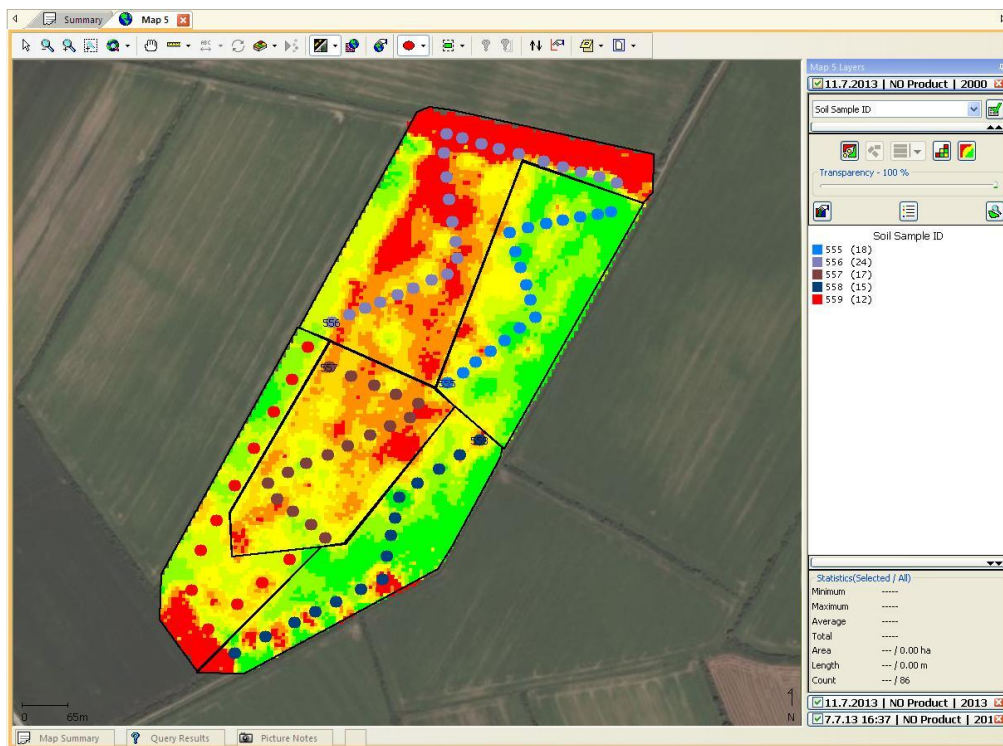 Summary
Map 5
ABC
Map 5 Layers
11.7.2013 | NO Product | 2000
Soil Sample ID
Transparency - 100 %
Soil Sample ID
555 (18)
556 (24)
557 (17)
558 (15)
559 (12)
556
557
555
Statistics(Selected / All)
Minimum -----
Maximum -----
Average -----
Total -----
Area --- / 0.00 ha
Length --- / 0.00 m
Count --- / 86
0 65m
N
11.7.2013 | NO Product | 2013
7.7.13 16:37 | NO Product | 201
Map Summary
Query Results
Picture Notes